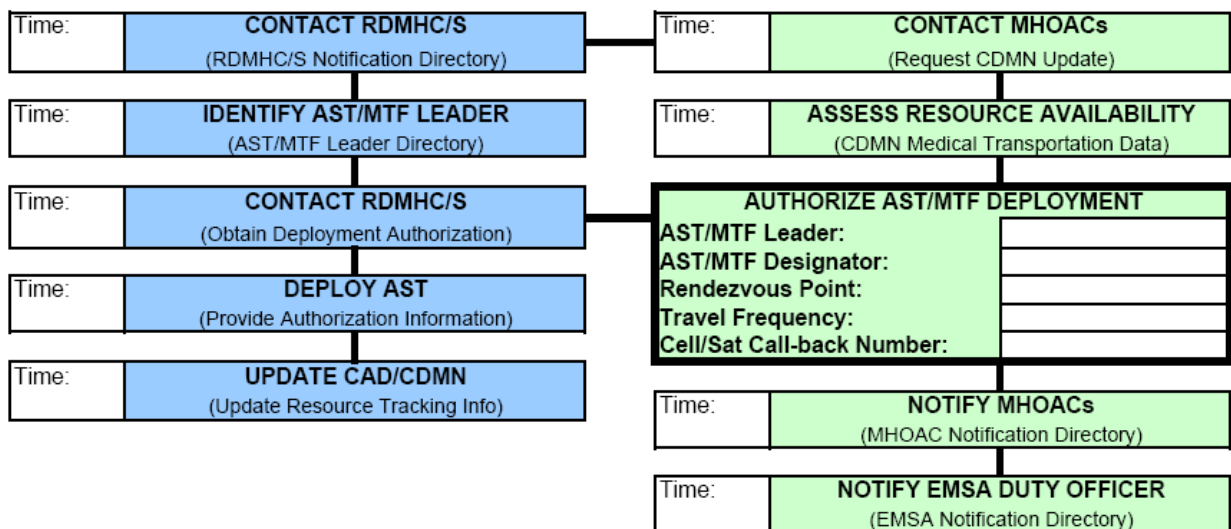 Time:
CONTACT RDMHC/S
(RDMHC/S Notification Directory)
Time:
IDENTIFY AST/MTF LEADER
(AST/MTF Leader Directory)
Time:
CONTACT RDMHC/S
(Obtain Deployment Authorization)
Time:
DEPLOY AST
(Provide Authorization Information)
Time:
UPDATE CAD/CDMN
(Update Resource Tracking Info)
Time:
CONTACT MHOACs
(Request CDMN Update)
Time:
ASSESS RESOURCE AVAILABILITY
(CDMN Medical Transportation Data)
AUTHORIZE AST/MTF DEPLOYMENT
AST/MTF Leader:
AST/MTF Designator:
Rendezvous Point:
Travel Frequency:
Cell/Sat Call-back Number:
Time:
NOTIFY MHOACs
(MHOAC Notification Directory)
Time:
NOTIFY EMSA DUTY OFFICER
(EMSA Notification Directory)